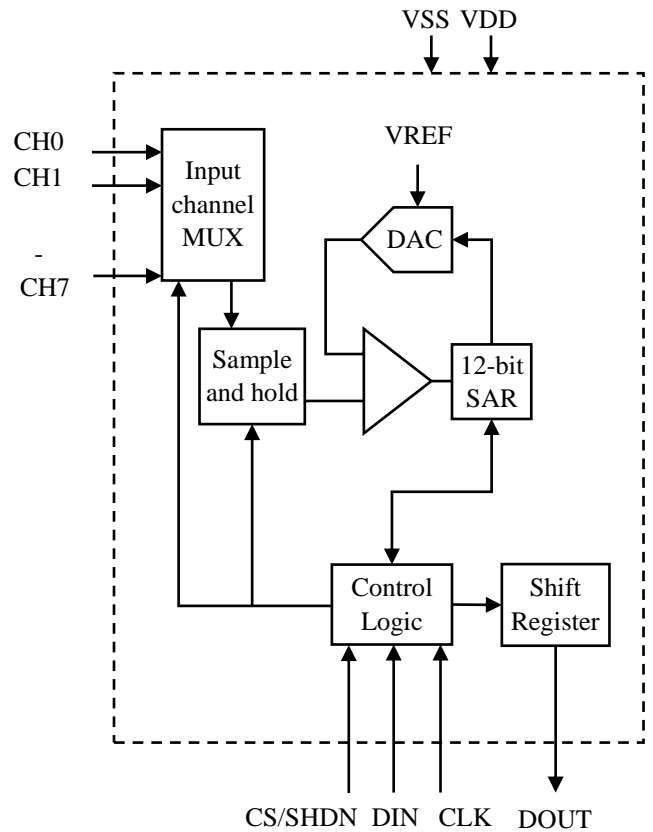 VSS VDD
CH0
CH1
-
CH7
Input
channel
MUX
VREF
DAC
Sample
and hold
12-bit
SAR
Control
Logic
Shift
Register
CS/SHDN DIN CLK DOUT